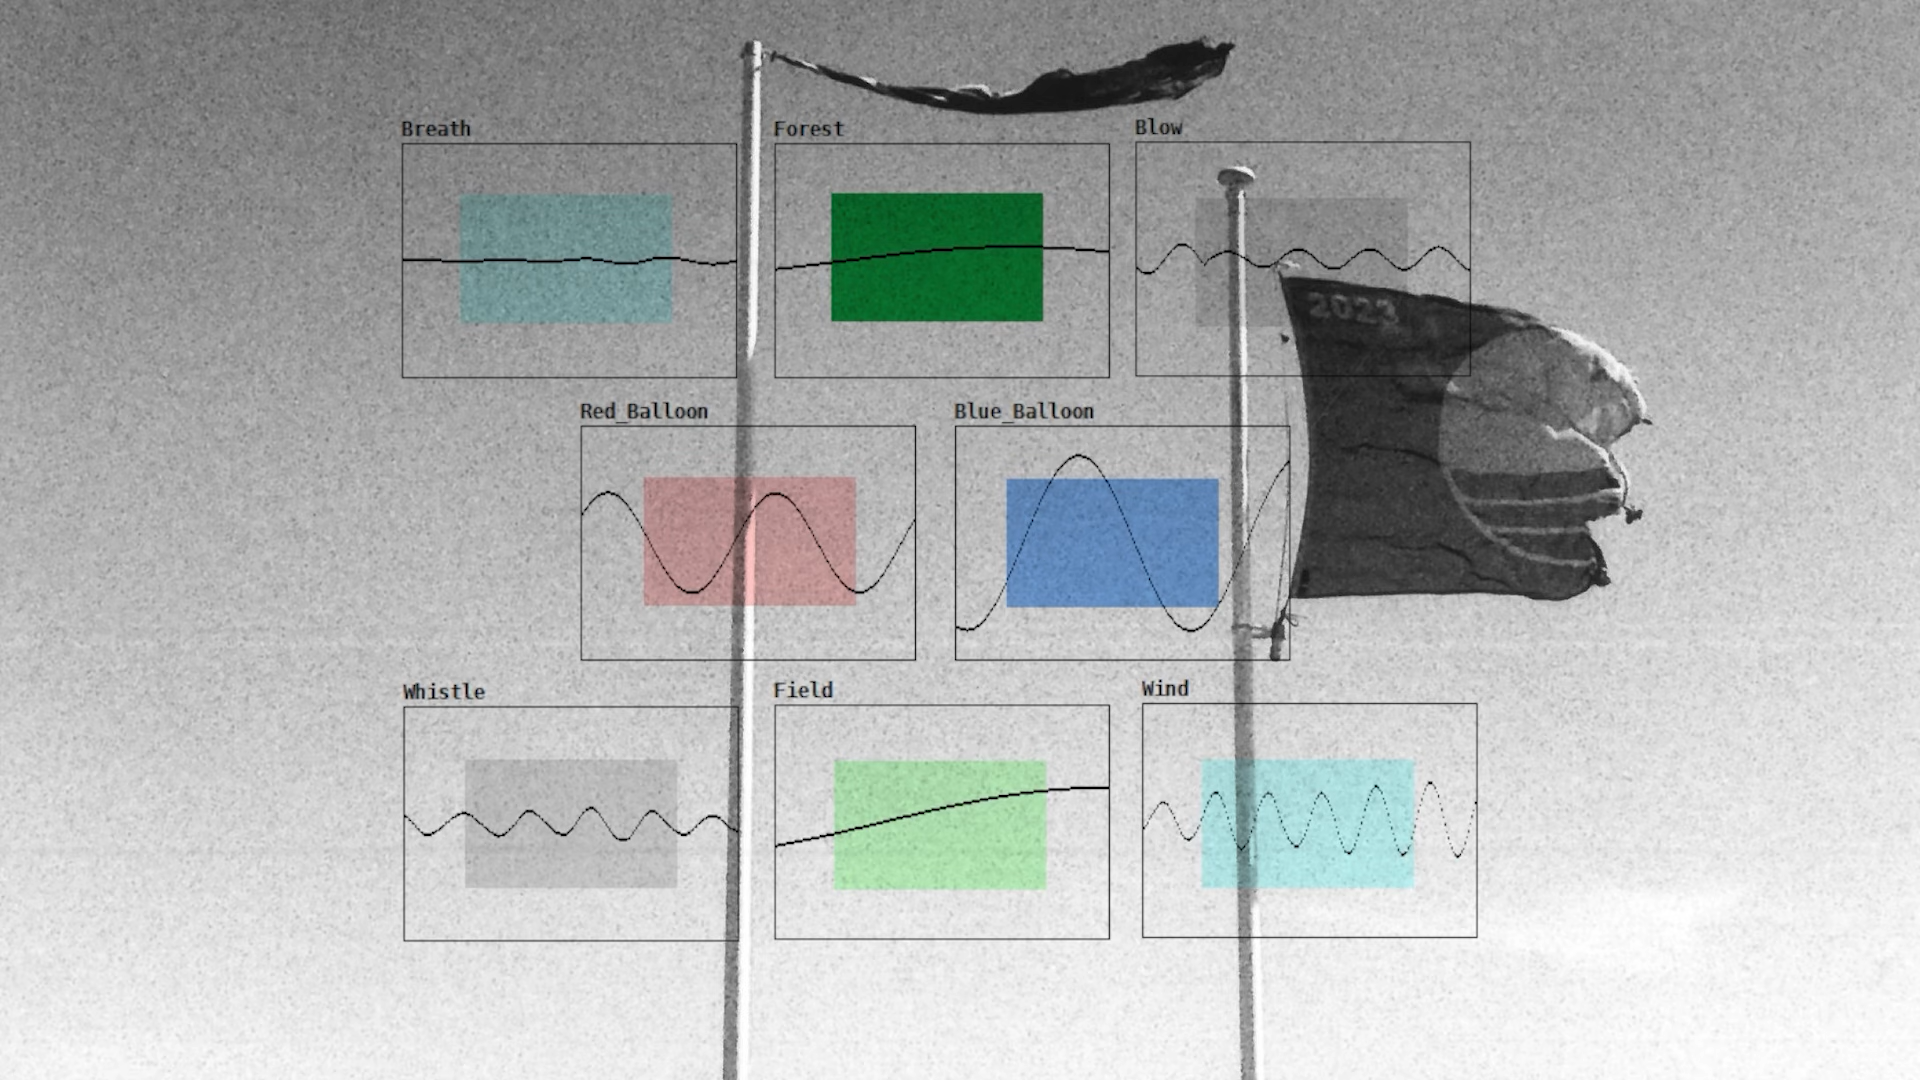 Breath
Forest
Blow
2023
Red_Balloon
Blue_Balloon
Whistle
Field
Wind